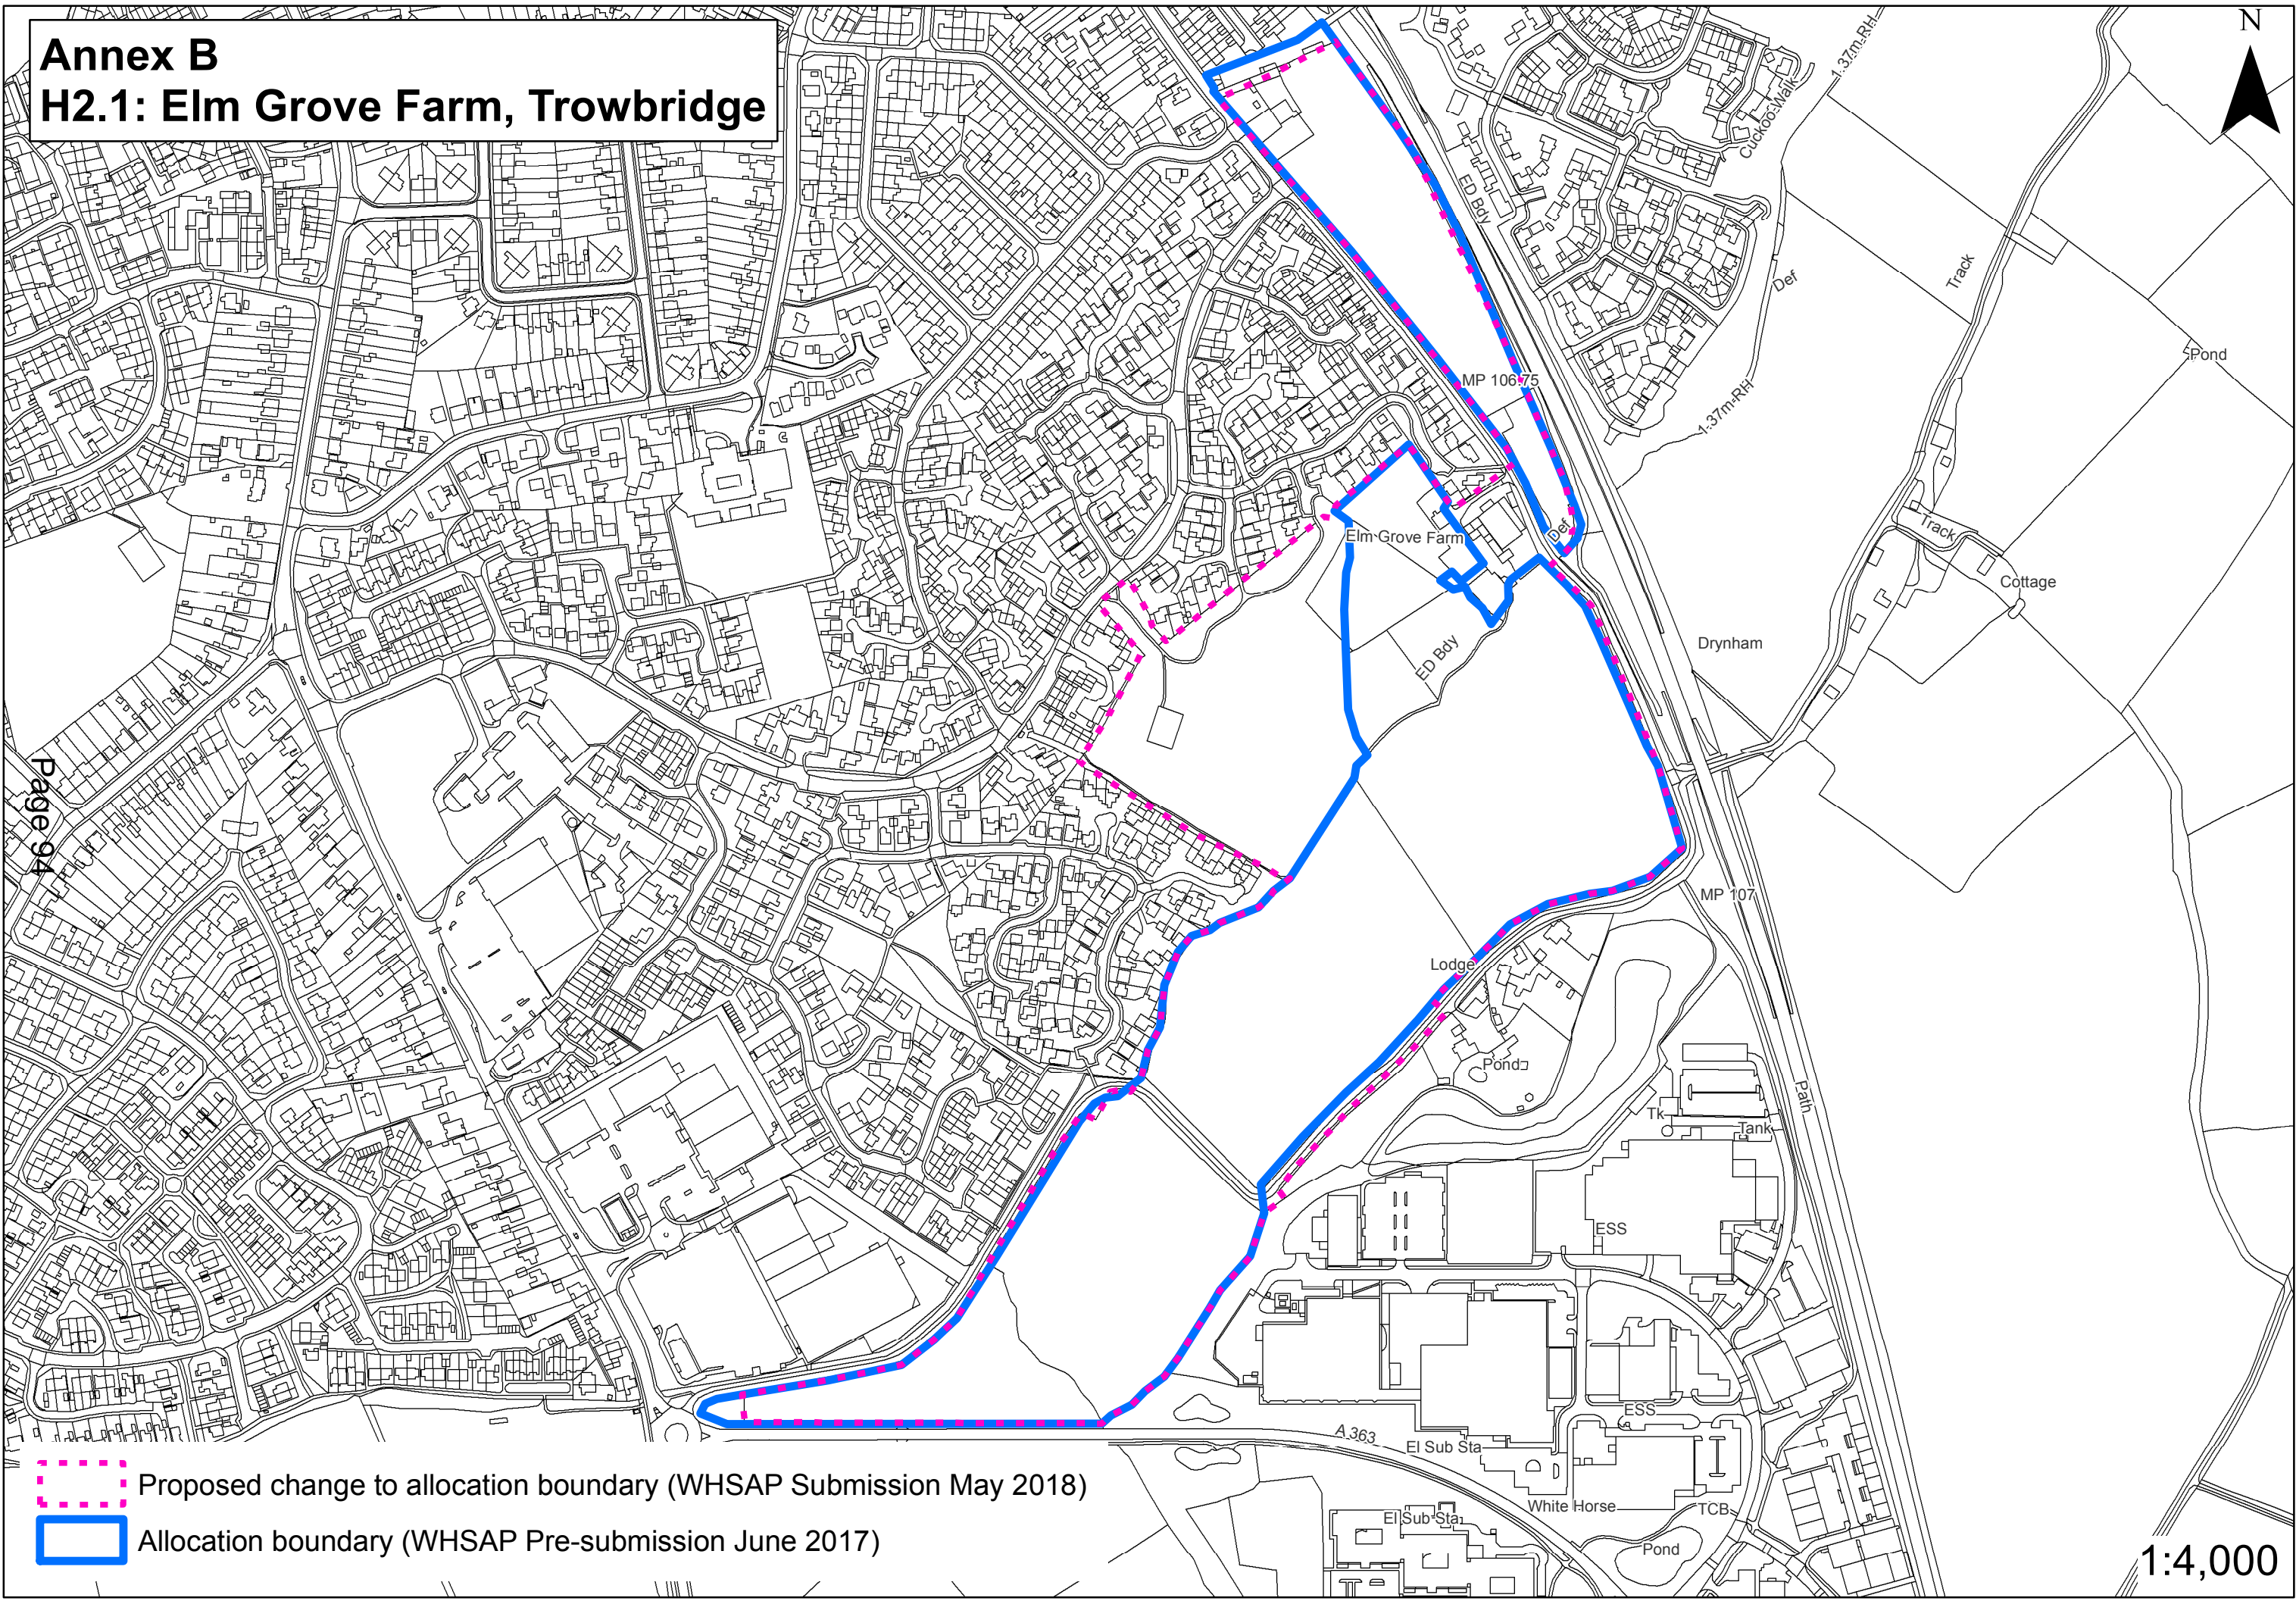 Annex B
H2.1: Elm Grove Farm, Trowbridge
N
1.37m RH
Cuckoo Walk
ED Bdy
Def
Track
Pond
MP 106.75
1.37m RH
Elm Grove Farm
Def
Track
Cottage
Drynham
ED Bdy
Page 94
MP 107
Lodge
Pond
Path
Tk
Tank
ESS
ESS
A 363
El Sub Sta
White Horse
TCB
El Sub Sta
Pond
Proposed change to allocation boundary (WHSAP Submission May 2018)
Allocation boundary (WHSAP Pre-submission June 2017)
1:4,000